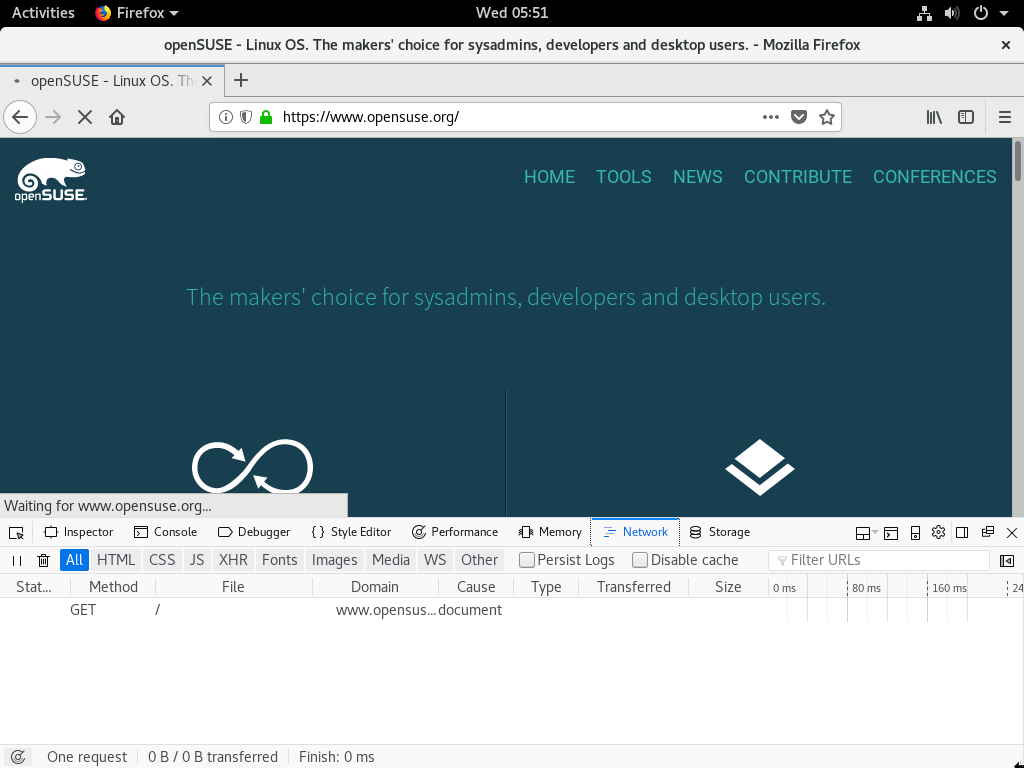 Activities Firefox Wed 05:51
openSUSE - Linux OS. The makers' choice for sysadmins, developers and desktop users. - Mozilla Firefox
openSUSE - Linux OS. Th
https://www.opensuse.org/
openSUSE
HOME TOOLS NEWS CONTRIBUTE CONFERENCES
The makers' choice for sysadmins, developers and desktop users.
Waiting for www.opensuse.org...
Inspector Console Debugger Style Editor Performance Memory Network Storage
All HTML CSS JS XHR Fonts Images Media WS Other Persist Logs Disable cache Filter URLs
Stat... Method File Domain Cause Type Transferred Size 0 ms 80 ms 160 ms 24
GET / www.opensus... document
One request 0 B / 0 B transferred Finish: 0 ms